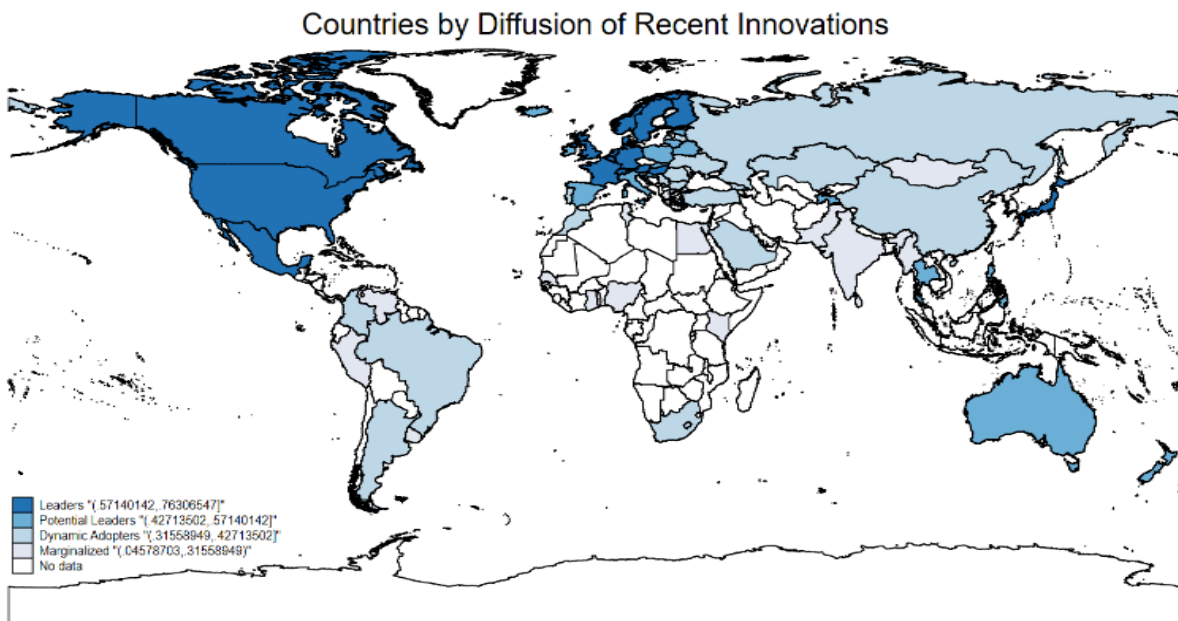 Countries by Diffusion of Recent Innovations
Leaders "(.57140142,.76306547]"
Potential Leaders "(.42713502,.57140142]"
Dynamic Adopters "(.31558949,.42713502]"
Marginalized "(.04578703,.31558949)"
No data